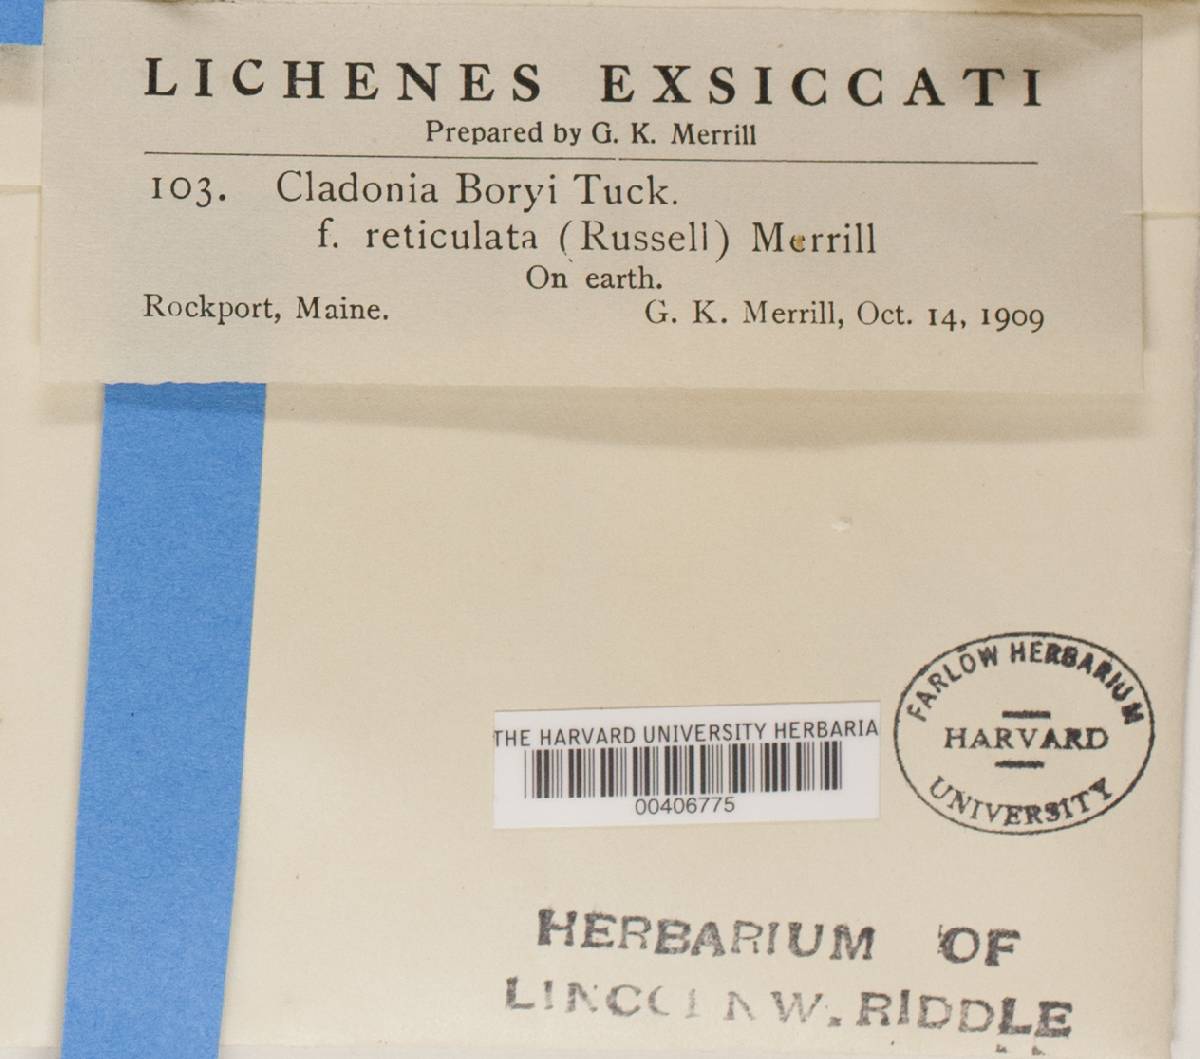 LICHENES EXSICCATI
Prepared by G. K. Merrill
103. Cladonia Boryi Tuck.
f. reticulata (Russell) Merrill
On earth.
Rockport, Maine. G. K. Merrill, Oct. 14, 1909
THE HARVARD UNIVERSITY HERBARIA
00406775
FARLOW HERBARIUM
HARVARD
UNIVERSITY
HERBARIUM OF
LINCOLN W. RIDDLE